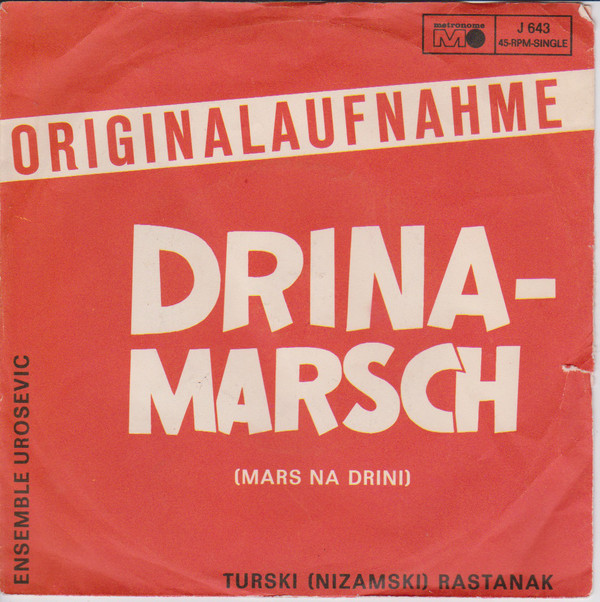 metronome
J 643
45-RPM-SINGLE
ORIGINALAUFNAHME
DRINA-
MARSCH
(MARS NA DRINI)
ENSEMBLE UROSEVIC
TURSKI (NIZAMSKI) RASTANAK